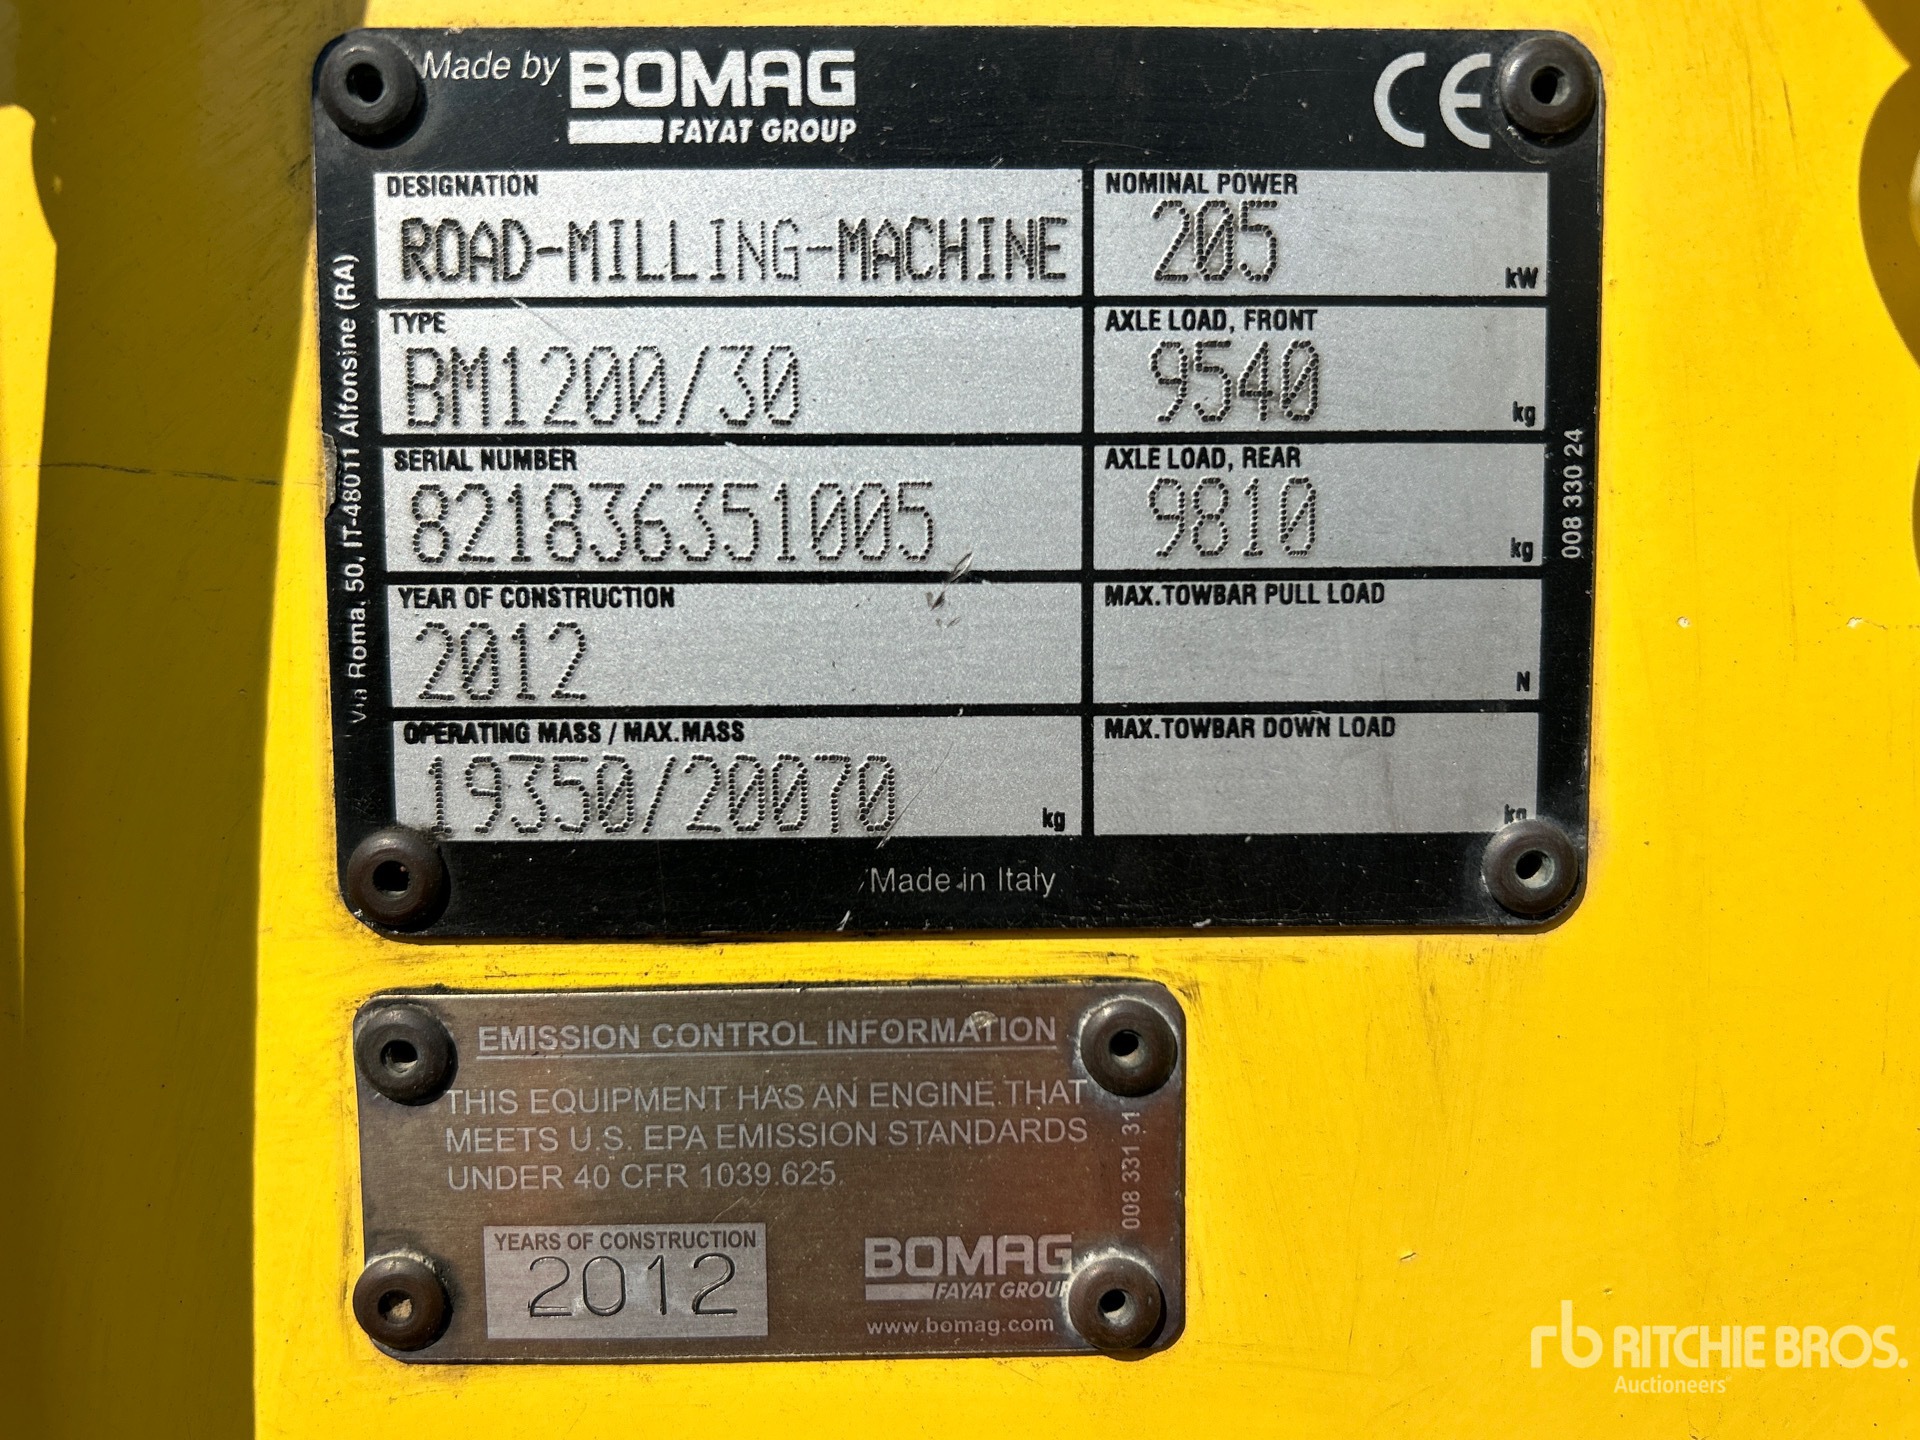 Made by BOMAG
FAYAT GROUP
CE
DESIGNATION
ROAD-MILLING-MACHINE
NOMINAL POWER
205
kW
TYPE
BM1200/30
AXLE LOAD, FRONT
9540
kg
SERIAL NUMBER
821836351005
AXLE LOAD, REAR
9810
kg
YEAR OF CONSTRUCTION
2012
MAX.TOWBAR PULL LOAD
N
OPERATING MASS / MAX.MASS
19350/20070
kg
MAX.TOWBAR DOWN LOAD
kg
Made in Italy
Via Roma, 50, IT-48011 Alfonsine (RA)
008 330 24
EMISSION CONTROL INFORMATION
THIS EQUIPMENT HAS AN ENGINE THAT
MEETS U.S. EPA EMISSION STANDARDS
UNDER 40 CFR 1039.625.
008 331 31
YEARS OF CONSTRUCTION
2012
BOMAG
FAYAT GROUP
www.bomag.com
rb RITCHIE BROS.
Auctioneers